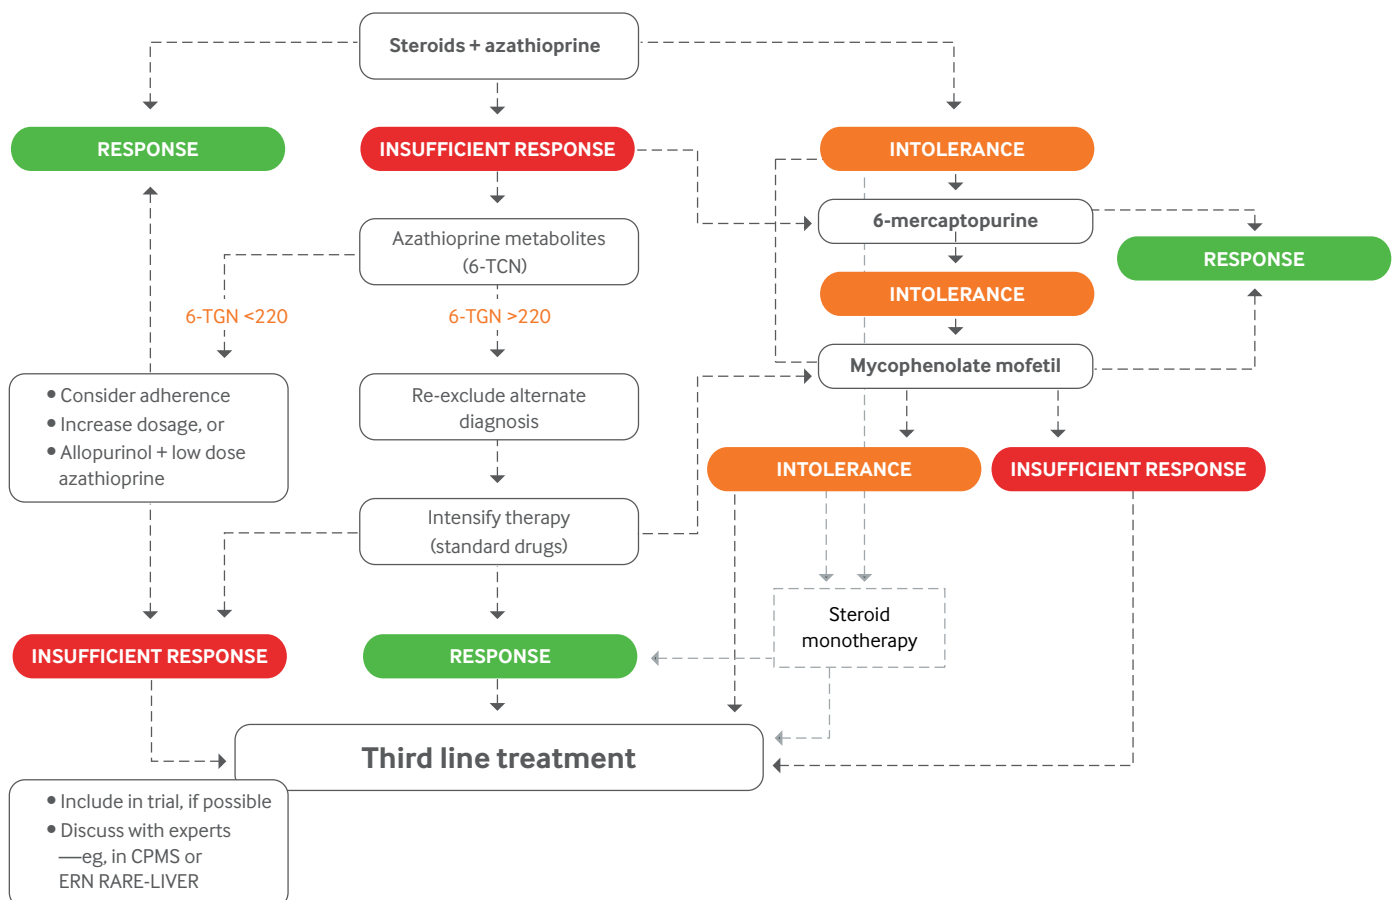 Steroids + azathioprine
RESPONSE
INSUFFICIENT RESPONSE
INTOLERANCE
Azathioprine metabolites
(6-TCN)
6-mercaptopurine
RESPONSE
INTOLERANCE
6-TGN <220
6-TGN >220
Mycophenolate mofetil
• Consider adherence
• Increase dosage, or
• Allopurinol + low dose
azathioprine
Re-exclude alternate
diagnosis
INTOLERANCE
INSUFFICIENT RESPONSE
Intensify therapy
(standard drugs)
Steroid
monotherapy
INSUFFICIENT RESPONSE
RESPONSE
Third line treatment
• Include in trial, if possible
• Discuss with experts
—eg, in CPMS or
ERN RARE-LIVER